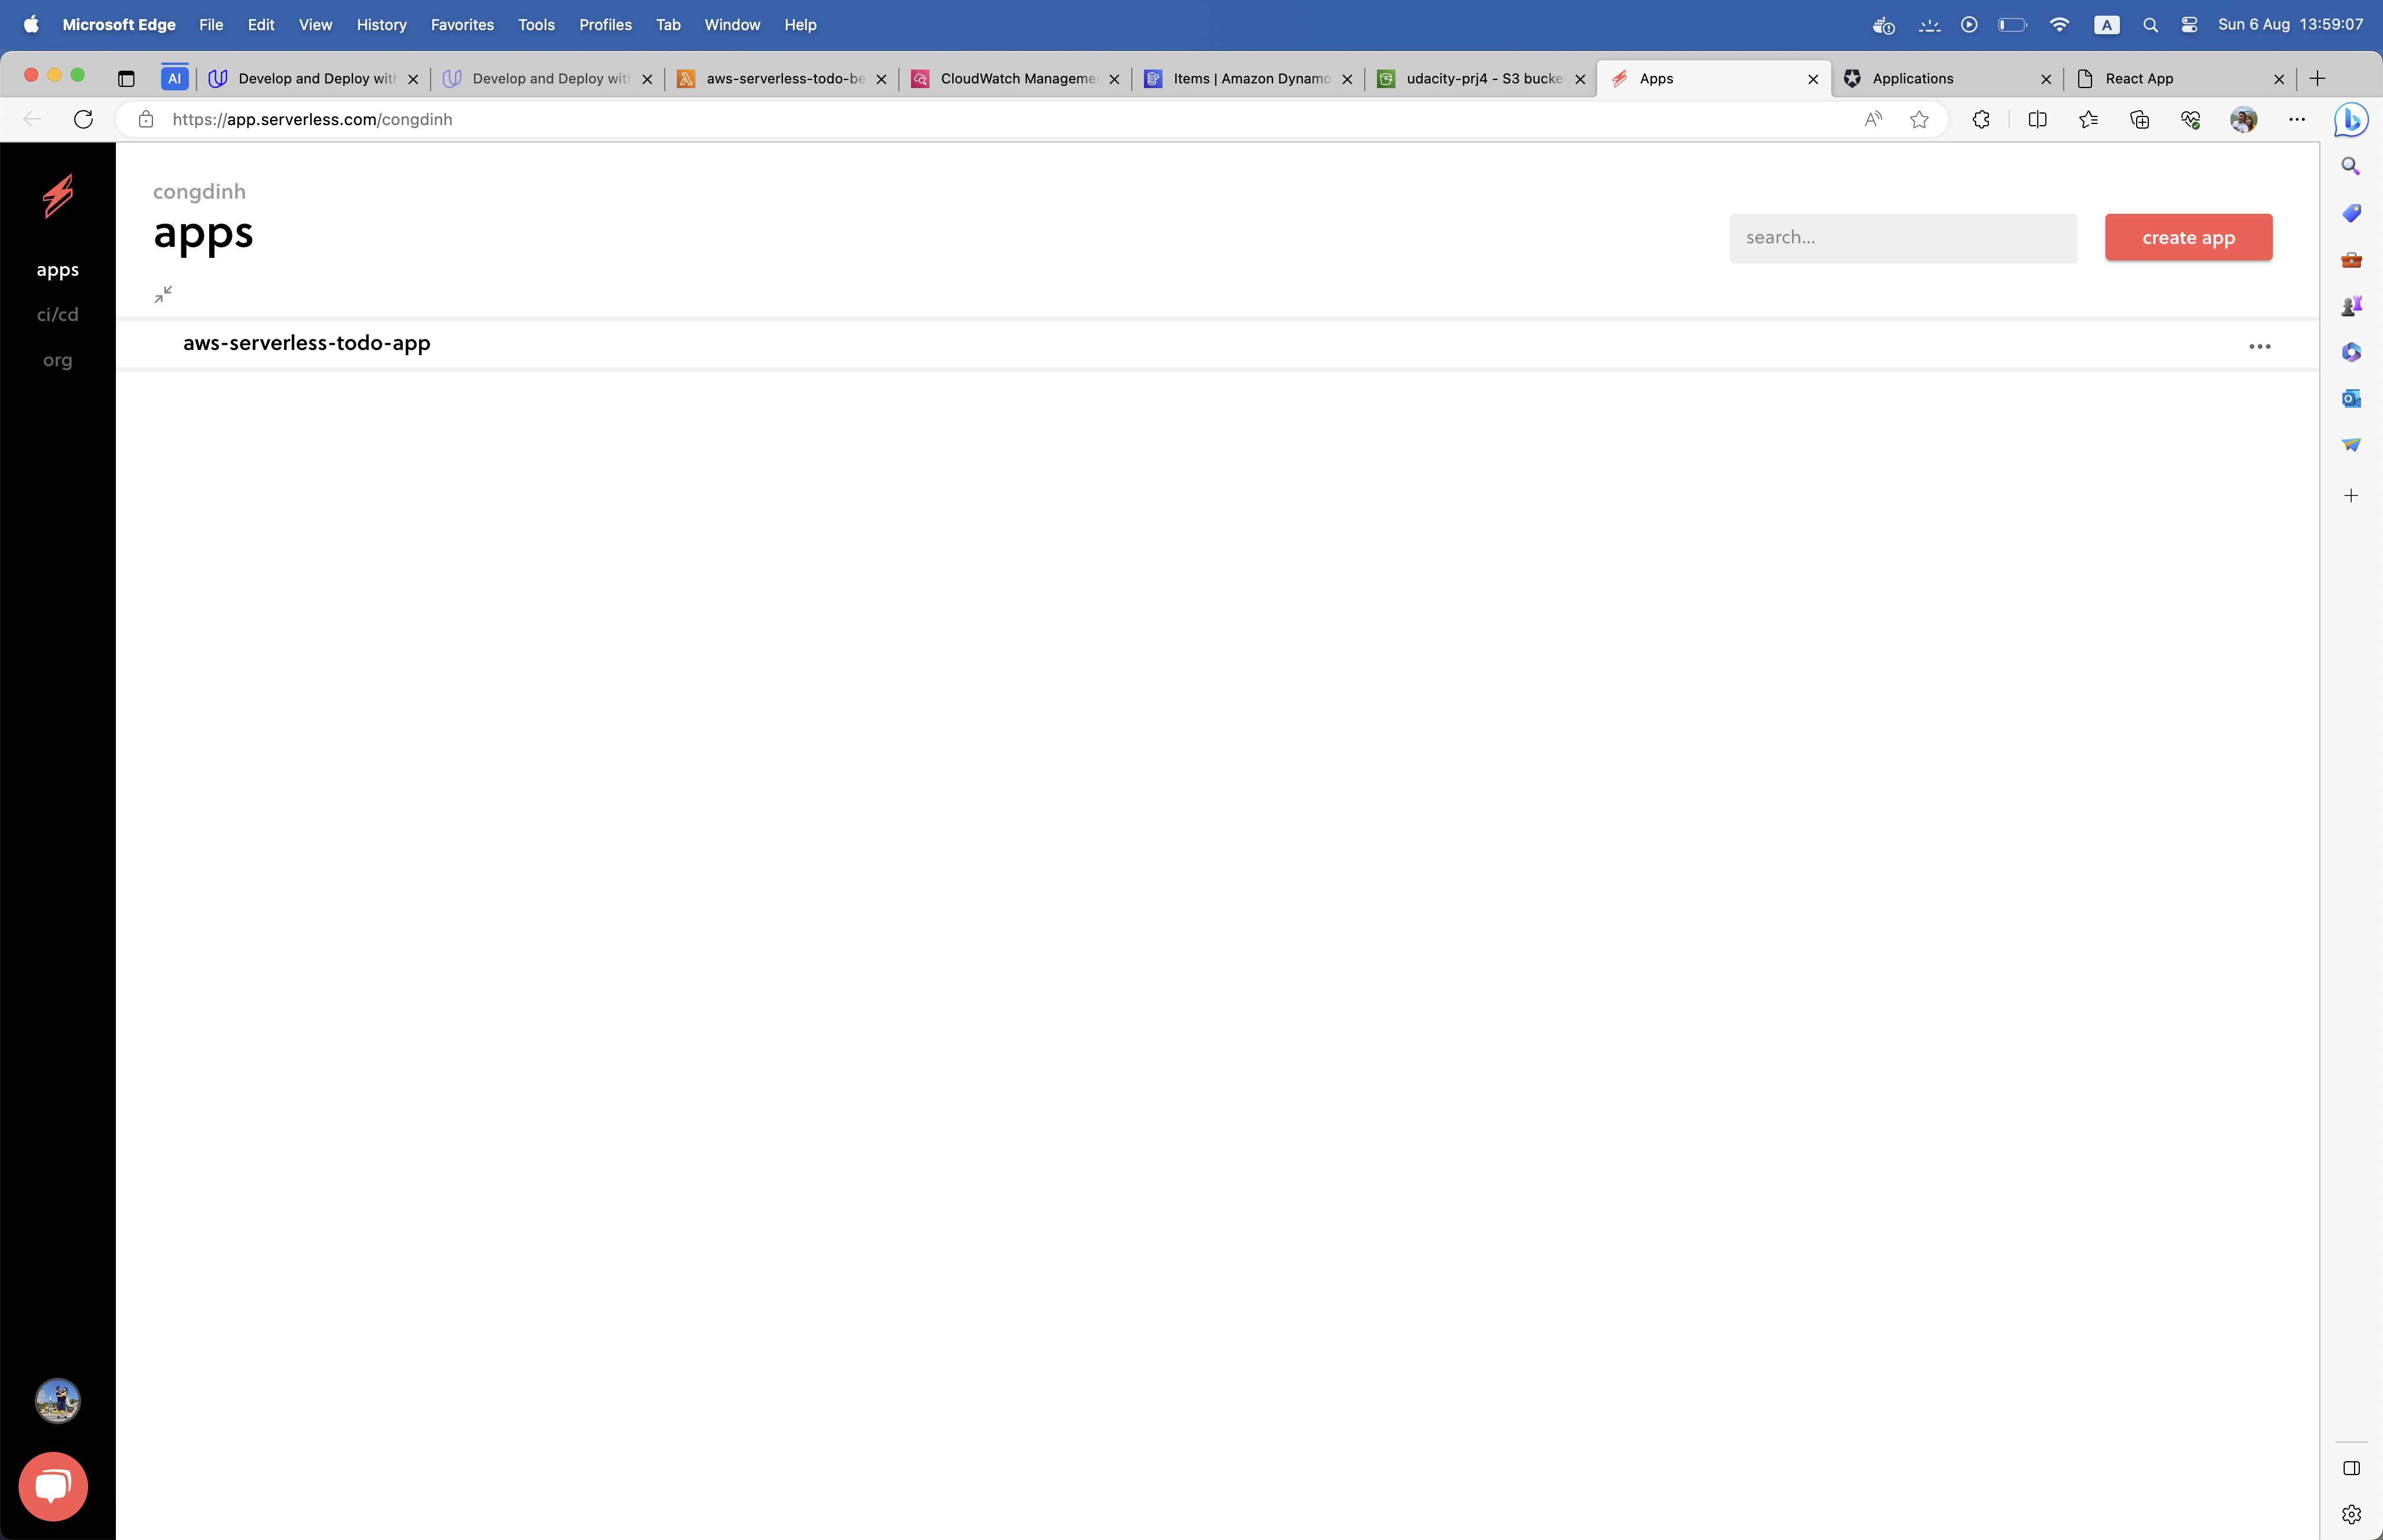 Microsoft Edge File Edit View History Favorites Tools Profiles Tab Window Help A Sun 6 Aug 13:59:07
AI Develop and Deploy with Develop and Deploy with aws-serverless-todo-be CloudWatch Manageme Items | Amazon Dynamo udacity-prj4 - S3 bucke Apps Applications React App
https://app.serverless.com/congdinh
congdinh
apps
search...
create app
apps
ci/cd
org
aws-serverless-todo-app